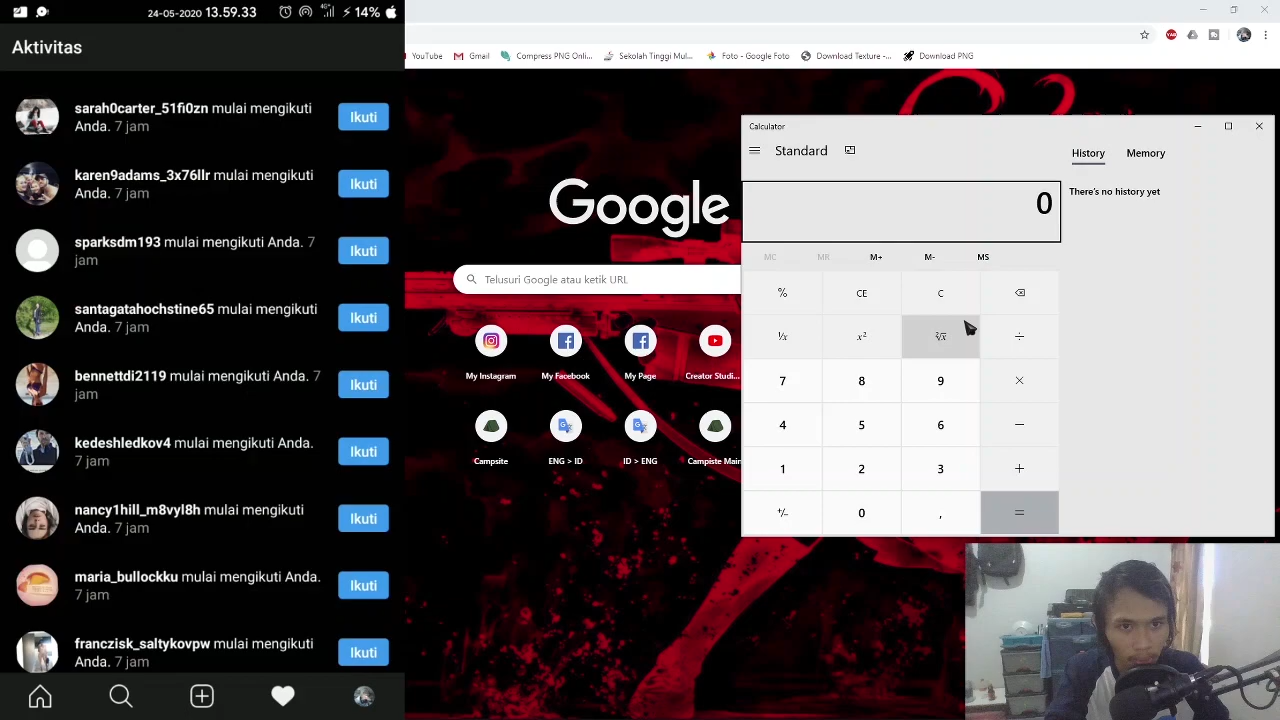 24-05-2020 13.59.33
14%
Aktivitas
sarah0carter_51fi0zn mulai mengikuti
Anda. 7 jam
Ikuti
karen9adams_3x76llr mulai mengikuti
Anda. 7 jam
Ikuti
sparksdm193 mulai mengikuti Anda. 7
jam
Ikuti
santagatahochstine65 mulai mengikuti
Anda. 7 jam
Ikuti
bennettdi2119 mulai mengikuti Anda. 7
jam
Ikuti
kedeshledkov4 mulai mengikuti Anda.
7 jam
Ikuti
nancy1hill_m8vyl8h mulai mengikuti
Anda. 7 jam
Ikuti
maria_bullockku mulai mengikuti Anda.
7 jam
Ikuti
franczisk_saltykovpw mulai mengikuti
Anda. 7 jam
Ikuti
YouTube
Gmail
Compress PNG Onli...
Sekolah Tinggi Mul...
Foto - Google Foto
Download Texture -...
Download PNG
Google
Telusuri Google atau ketik URL
My Instagram
My Facebook
My Page
Creator Studi...
Campsite
ENG > ID
ID > ENG
Campiste Main
Calculator
Standard
History
Memory
0
There's no history yet
MC MR M+ M- MS
% CE C
1/x x² ²√x ÷
7 8 9 ×
4 5 6 −
1 2 3 +
+/- 0 , =